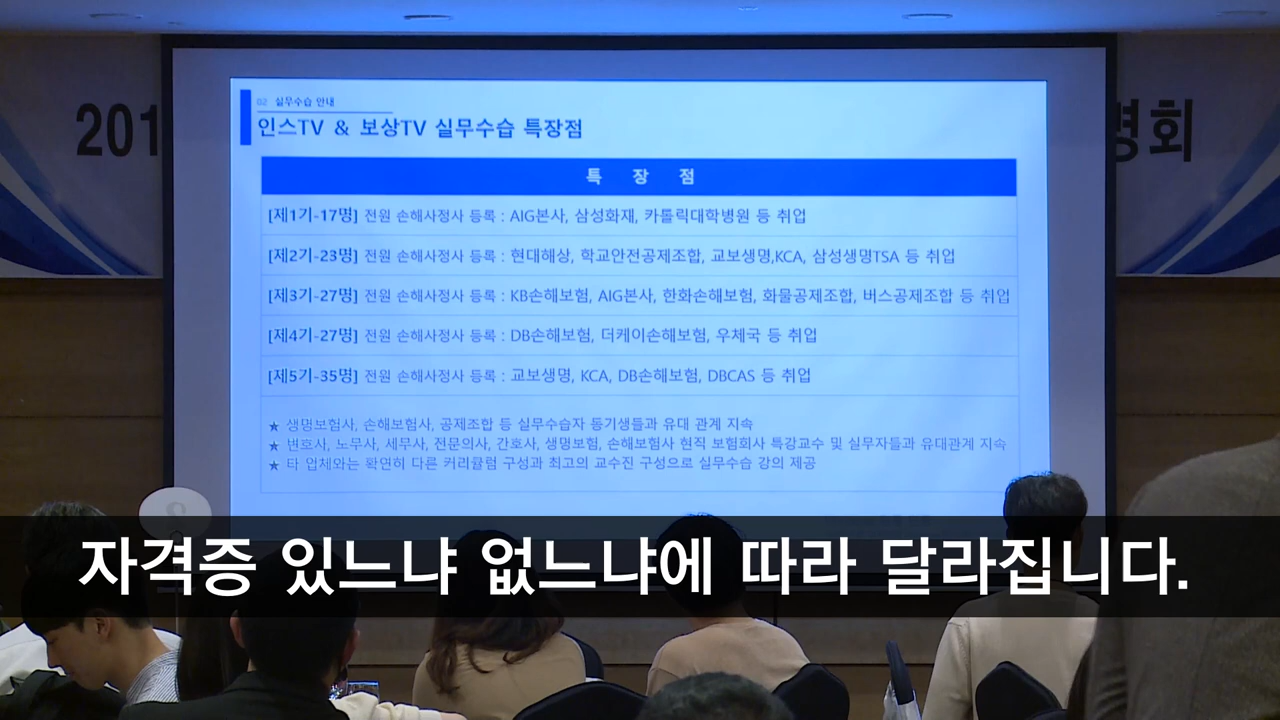 201
명회
02 실무수습 안내
인스TV & 보상TV 실무수습 특장점
특 장 점
[제1기-17명] 전원 손해사정사 등록 : AIG본사, 삼성화재, 카톨릭대학병원 등 취업
[제2기-23명] 전원 손해사정사 등록 : 현대해상, 학교안전공제조합, 교보생명,KCA, 삼성생명TSA 등 취업
[제3기-27명] 전원 손해사정사 등록 : KB손해보험, AIG본사, 한화손해보험, 화물공제조합, 버스공제조합 등 취업
[제4기-27명] 전원 손해사정사 등록 : DB손해보험, 더케이손해보험, 우체국 등 취업
[제5기-35명] 전원 손해사정사 등록 : 교보생명, KCA, DB손해보험, DBCAS 등 취업
★ 생명보험사, 손해보험사, 공제조합 등 실무수습자 동기생들과 유대 관계 지속
★ 변호사, 노무사, 세무사, 전문의사, 간호사, 생명보험, 손해보험사 현직 보험회사 특강교수 및 실무자들과 유대관계 지속
★ 타 업체와는 확연히 다른 커리큘럼 구성과 최고의 교수진 구성으로 실무수습 강의 제공
8
자격증 있느냐 없느냐에 따라 달라집니다.